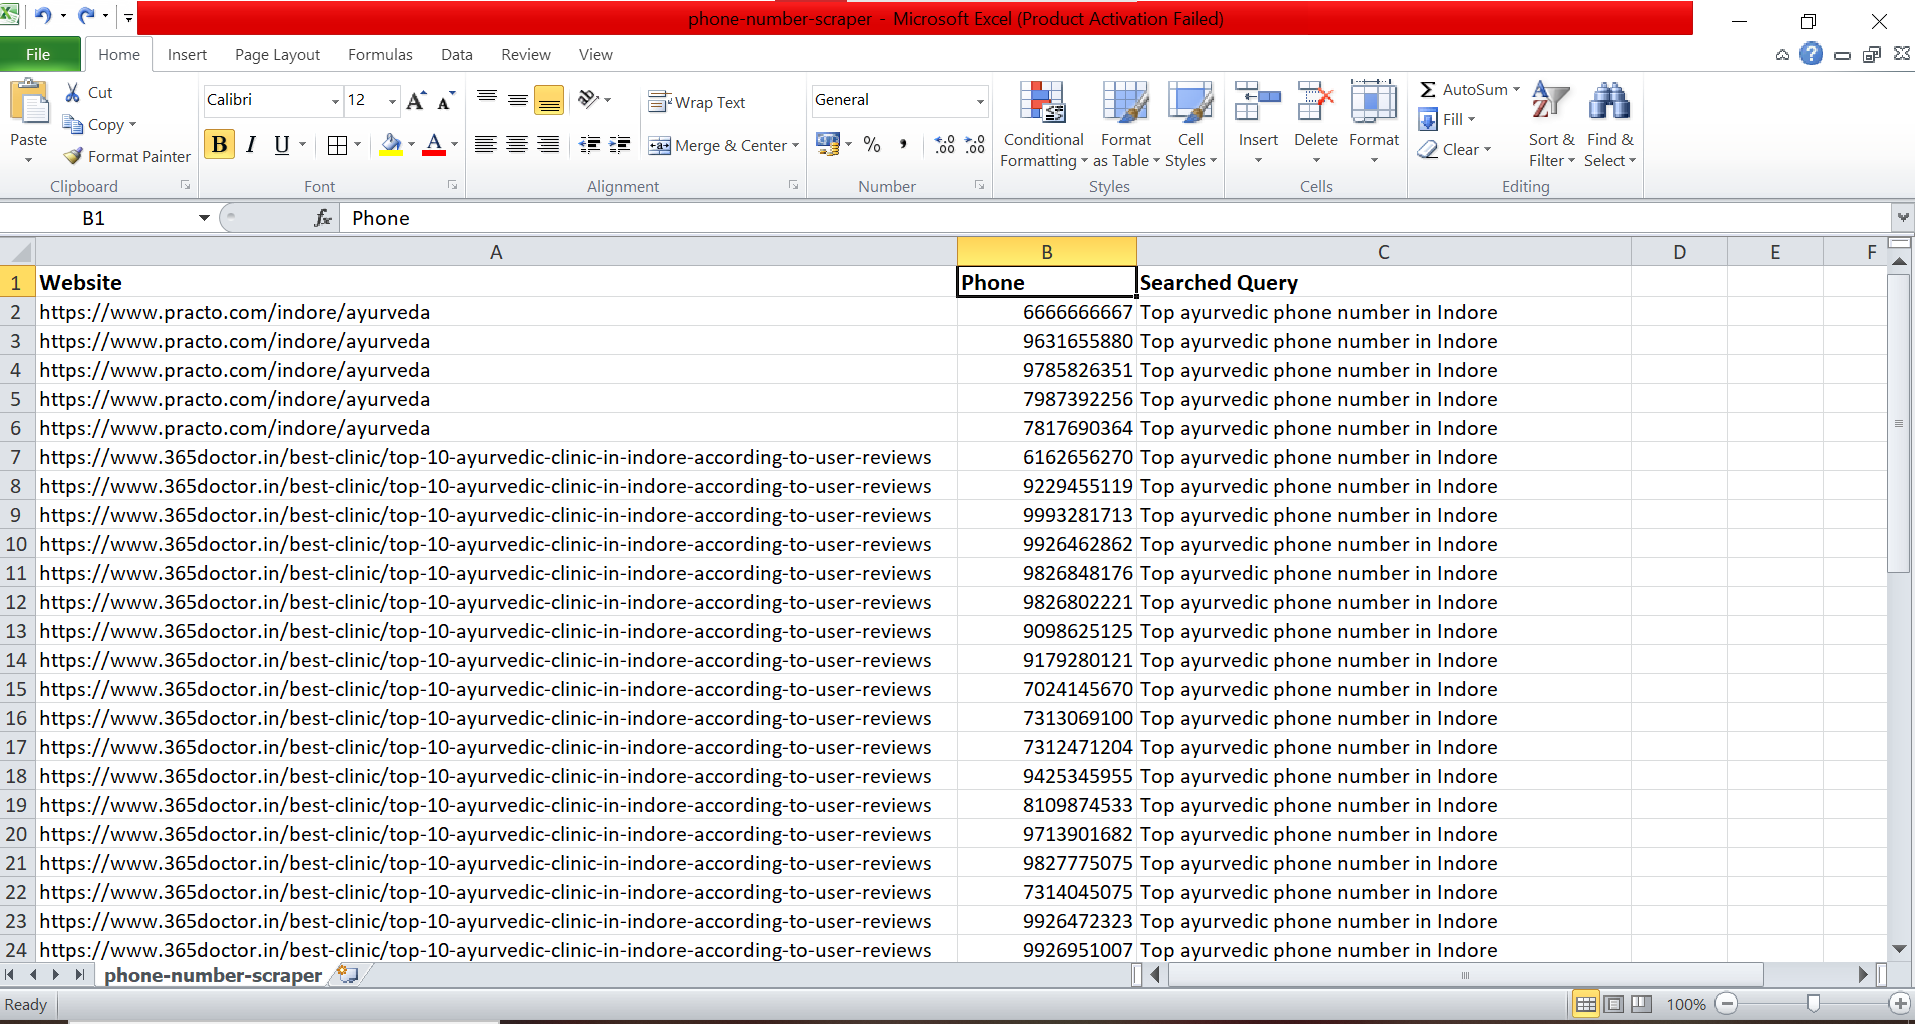 phone-number-scraper - Microsoft Excel (Product Activation Failed)
File Home Insert Page Layout Formulas Data Review View
Cut
Calibri 12
Wrap Text
General
AutoSum
Copy
Fill
Paste
Conditional Formatting
Format as Table
Cell Styles
Insert
Delete
Format
Format Painter
B I U
Merge & Center
% , .00 .00
Clear
Sort & Filter
Find & Select
Clipboard Font Alignment Number Styles Cells Editing
B1 fx Phone
A B C D E F
1 Website Phone Searched Query
2 https://www.practo.com/indore/ayurveda 6666666667 Top ayurvedic phone number in Indore
3 https://www.practo.com/indore/ayurveda 9631655880 Top ayurvedic phone number in Indore
4 https://www.practo.com/indore/ayurveda 9785826351 Top ayurvedic phone number in Indore
5 https://www.practo.com/indore/ayurveda 7987392256 Top ayurvedic phone number in Indore
6 https://www.practo.com/indore/ayurveda 7817690364 Top ayurvedic phone number in Indore
7 https://www.365doctor.in/best-clinic/top-10-ayurvedic-clinic-in-indore-according-to-user-reviews 6162656270 Top ayurvedic phone number in Indore
8 https://www.365doctor.in/best-clinic/top-10-ayurvedic-clinic-in-indore-according-to-user-reviews 9229455119 Top ayurvedic phone number in Indore
9 https://www.365doctor.in/best-clinic/top-10-ayurvedic-clinic-in-indore-according-to-user-reviews 9993281713 Top ayurvedic phone number in Indore
10 https://www.365doctor.in/best-clinic/top-10-ayurvedic-clinic-in-indore-according-to-user-reviews 9926462862 Top ayurvedic phone number in Indore
11 https://www.365doctor.in/best-clinic/top-10-ayurvedic-clinic-in-indore-according-to-user-reviews 9826848176 Top ayurvedic phone number in Indore
12 https://www.365doctor.in/best-clinic/top-10-ayurvedic-clinic-in-indore-according-to-user-reviews 9826802221 Top ayurvedic phone number in Indore
13 https://www.365doctor.in/best-clinic/top-10-ayurvedic-clinic-in-indore-according-to-user-reviews 9098625125 Top ayurvedic phone number in Indore
14 https://www.365doctor.in/best-clinic/top-10-ayurvedic-clinic-in-indore-according-to-user-reviews 9179280121 Top ayurvedic phone number in Indore
15 https://www.365doctor.in/best-clinic/top-10-ayurvedic-clinic-in-indore-according-to-user-reviews 7024145670 Top ayurvedic phone number in Indore
16 https://www.365doctor.in/best-clinic/top-10-ayurvedic-clinic-in-indore-according-to-user-reviews 7313069100 Top ayurvedic phone number in Indore
17 https://www.365doctor.in/best-clinic/top-10-ayurvedic-clinic-in-indore-according-to-user-reviews 7312471204 Top ayurvedic phone number in Indore
18 https://www.365doctor.in/best-clinic/top-10-ayurvedic-clinic-in-indore-according-to-user-reviews 9425345955 Top ayurvedic phone number in Indore
19 https://www.365doctor.in/best-clinic/top-10-ayurvedic-clinic-in-indore-according-to-user-reviews 8109874533 Top ayurvedic phone number in Indore
20 https://www.365doctor.in/best-clinic/top-10-ayurvedic-clinic-in-indore-according-to-user-reviews 9713901682 Top ayurvedic phone number in Indore
21 https://www.365doctor.in/best-clinic/top-10-ayurvedic-clinic-in-indore-according-to-user-reviews 9827775075 Top ayurvedic phone number in Indore
22 https://www.365doctor.in/best-clinic/top-10-ayurvedic-clinic-in-indore-according-to-user-reviews 7314045075 Top ayurvedic phone number in Indore
23 https://www.365doctor.in/best-clinic/top-10-ayurvedic-clinic-in-indore-according-to-user-reviews 9926472323 Top ayurvedic phone number in Indore
24 https://www.365doctor.in/best-clinic/top-10-ayurvedic-clinic-in-indore-according-to-user-reviews 9926951007 Top ayurvedic phone number in Indore
phone-number-scraper
Ready 100%